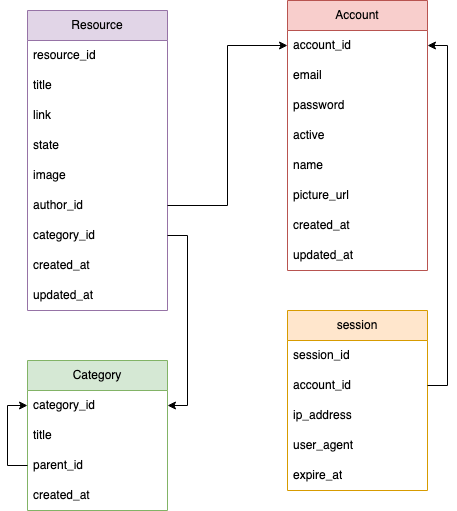 Resource
resource_id
title
link
state
image
author_id
category_id
created_at
updated_at
Account
account_id
email
password
active
name
picture_url
created_at
updated_at
Category
category_id
title
parent_id
created_at
session
session_id
account_id
ip_address
user_agent
expire_at